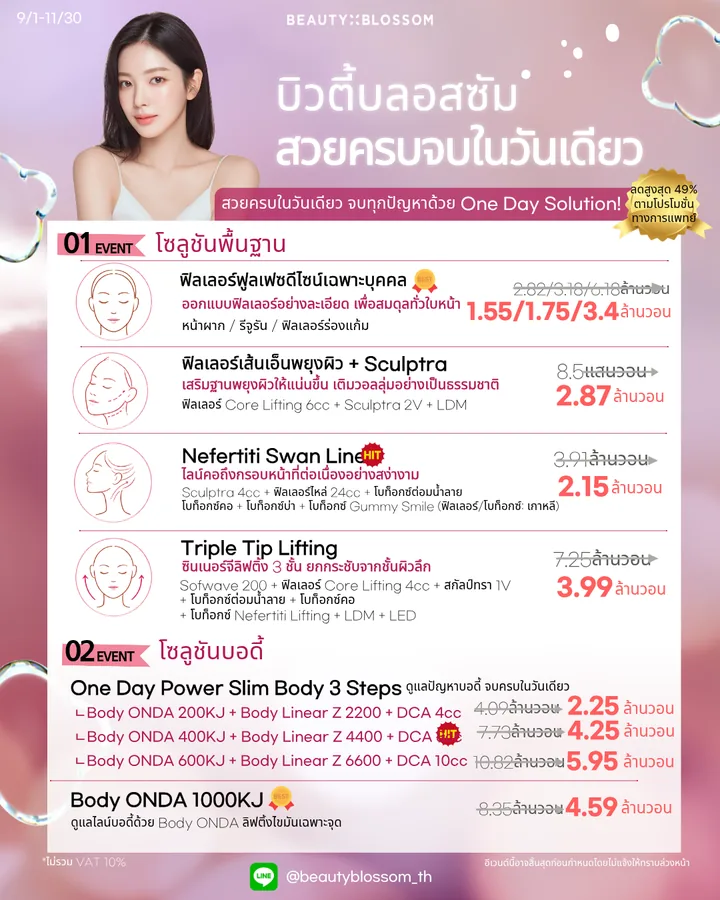 9/1-11/30
BEAUTY BLOSSOM
บิวตี้บลอสซัม
สวยครบจบในวันเดียว
สวยครบในวันเดียว จบทุกปัญหาด้วย One Day Solution!
ลดสูงสุด 49%
ตามโปรโมชั่น
ทางการแพทย์
01 EVENT โซลูชันพื้นฐาน
ฟิลเลอร์ฟูลเฟซดีไซน์เฉพาะบุคคล BEST
2.82/3.18/6.18ล้านวอน
ออกแบบฟิลเลอร์อย่างละเอียด เพื่อสมดุลทั่วใบหน้า
1.55/1.75/3.4ล้านวอน
หน้าผาก / รีจูรัน / ฟิลเลอร์ร่องแก้ม
ฟิลเลอร์เส้นเอ็นพยุงผิว + Sculptra
8.5แสนวอน
เสริมฐานพยุงผิวให้แน่นขึ้น เติมวอลลุ่มอย่างเป็นธรรมชาติ
2.87 ล้านวอน
ฟิลเลอร์ Core Lifting 6cc + Sculptra 2V + LDM
Nefertiti Swan Line HIT
3.91ล้านวอน
ไลน์คอถึงกรอบหน้าที่ต่อเนื่องอย่างสง่างาม
2.15 ล้านวอน
Sculptra 4cc + ฟิลเลอร์ไหล่ 24cc + โบท็อกซ์ต่อมน้ำลาย
โบท็อกซ์คอ + โบท็อกซ์บ่า + โบท็อกซ์ Gummy Smile (ฟิลเลอร์/โบท็อกซ์: เกาหลี)
Triple Tip Lifting
7.25ล้านวอน
ซินเนอร์จีลิฟติ้ง 3 ชั้น ยกกระชับจากชั้นผิวลึก
3.99 ล้านวอน
Sofwave 200 + ฟิลเลอร์ Core Lifting 4cc + สกัลป์ทรา 1V
+ โบท็อกซ์ต่อมน้ำลาย + โบท็อกซ์คอ
+ โบท็อกซ์ Nefertiti Lifting + LDM + LED
02 EVENT โซลูชันบอดี้
One Day Power Slim Body 3 Steps ดูแลปัญหาบอดี้ จบครบในวันเดียว
ㄴBody ONDA 200KJ + Body Linear Z 2200 + DCA 4cc 4.09ล้านวอน 2.25 ล้านวอน
ㄴBody ONDA 400KJ + Body Linear Z 4400 + DCA HIT 7.73ล้านวอน 4.25 ล้านวอน
ㄴBody ONDA 600KJ + Body Linear Z 6600 + DCA 10cc 10.82ล้านวอน 5.95 ล้านวอน
Body ONDA 1000KJ BEST
8.35ล้านวอน 4.59 ล้านวอน
ดูแลไลน์บอดี้ด้วย Body ONDA ลิฟติ้งไขมันเฉพาะจุด
*ไม่รวม VAT 10%
อีเวนต์นี้อาจสิ้นสุดก่อนกำหนดโดยไม่แจ้งให้ทราบล่วงหน้า
LINE @beautyblossom_th